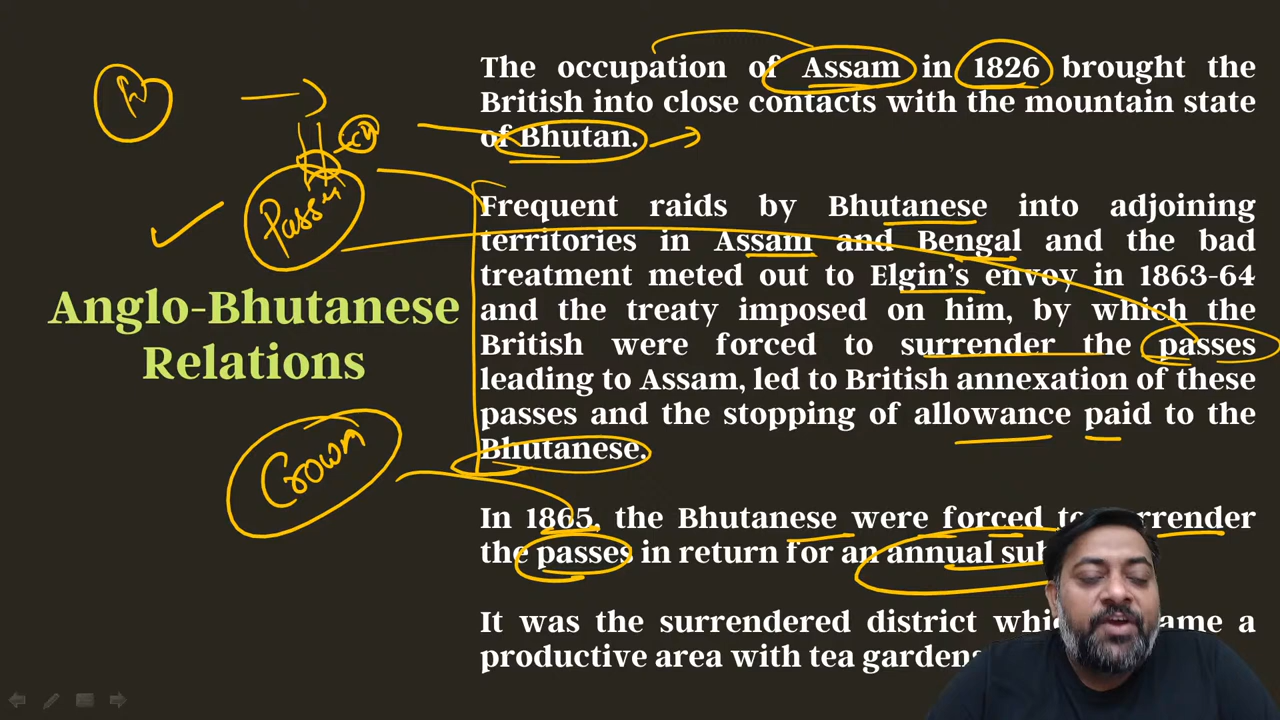 Passes
Anglo-Bhutanese
Relations
Crown
The occupation of Assam in 1826 brought the
British into close contacts with the mountain state
of Bhutan.
Frequent raids by Bhutanese into adjoining
territories in Assam and Bengal and the bad
treatment meted out to Elgin's envoy in 1863-64
and the treaty imposed on him, by which the
British were forced to surrender the passes
leading to Assam, led to British annexation of these
passes and the stopping of allowance paid to the
Bhutanese.
In 1865, the Bhutanese were forced to surrender
the passes in return for an annual
It was the surrendered district
productive area with tea gardens